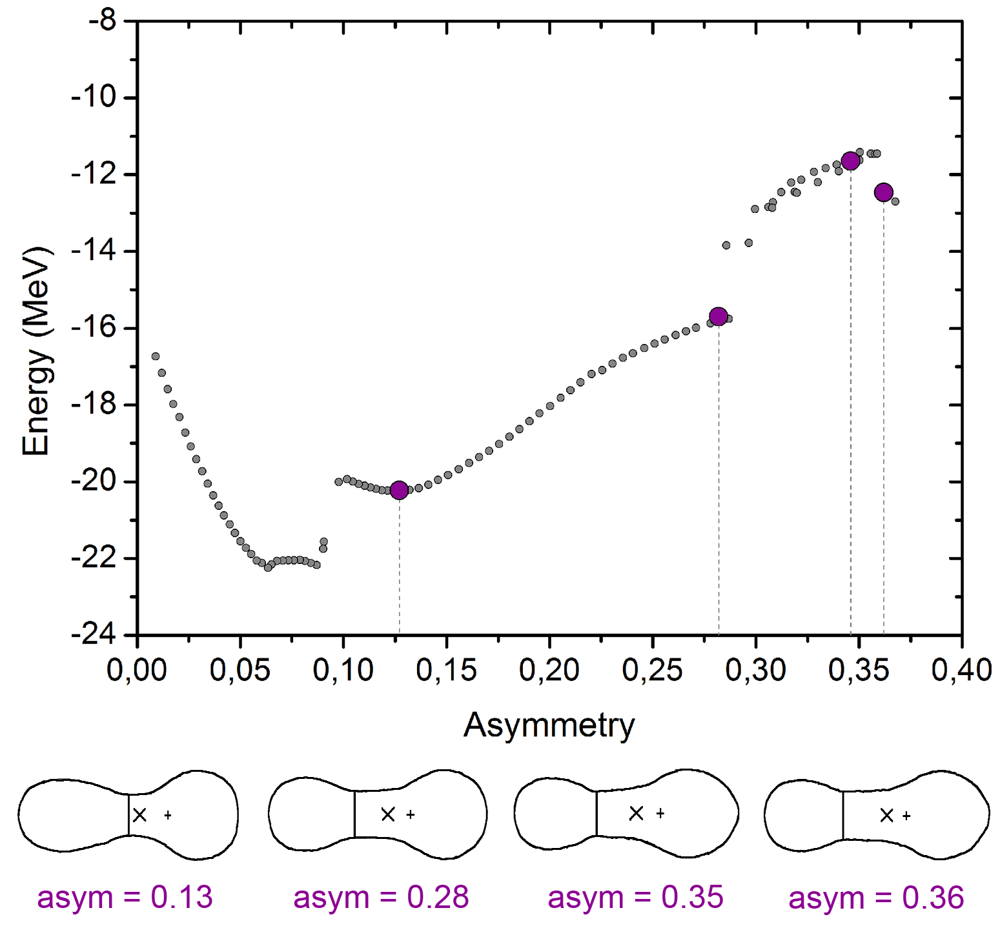 -8
-10
-12
-14
-16
-18
-20
-22
-24
Energy (MeV)
0,00 0,05 0,10 0,15 0,20 0,25 0,30 0,35 0,40
Asymmetry
asym = 0.13 asym = 0.28 asym = 0.35 asym = 0.36